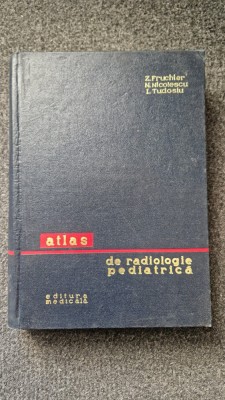 Z. Fruchter
N. Nicolescu
I. Tudosiu
atlas
de radiologie
pediatrică
editura
medicală